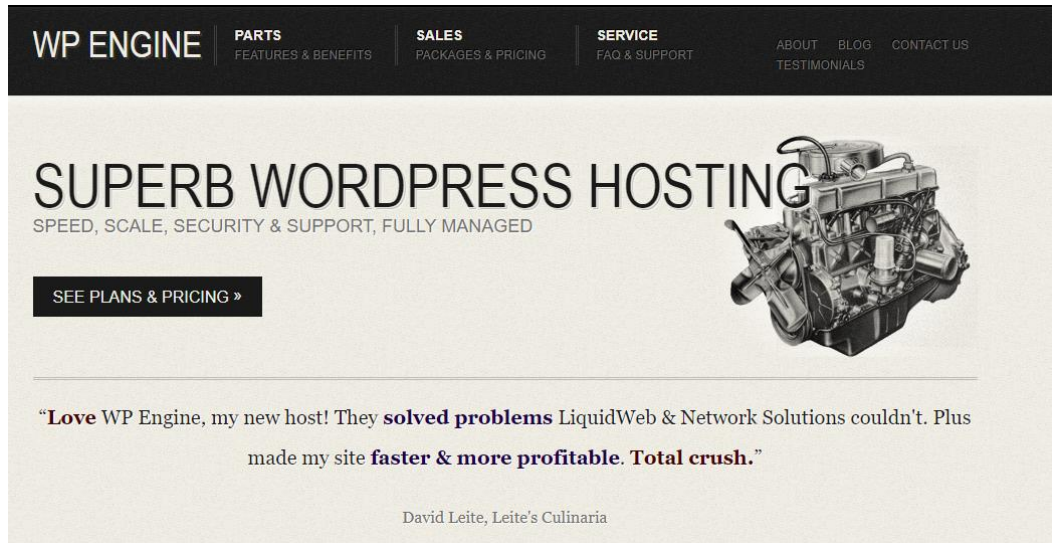 WP ENGINE
PARTS
FEATURES & BENEFITS
SALES
PACKAGES & PRICING
SERVICE
FAQ & SUPPORT
ABOUT BLOG CONTACT US
TESTIMONIALS
SUPERB WORDPRESS HOSTING
SPEED, SCALE, SECURITY & SUPPORT, FULLY MANAGED
SEE PLANS & PRICING »
“Love WP Engine, my new host! They solved problems LiquidWeb & Network Solutions couldn't. Plus
made my site faster & more profitable. Total crush.”
David Leite, Leite's Culinaria